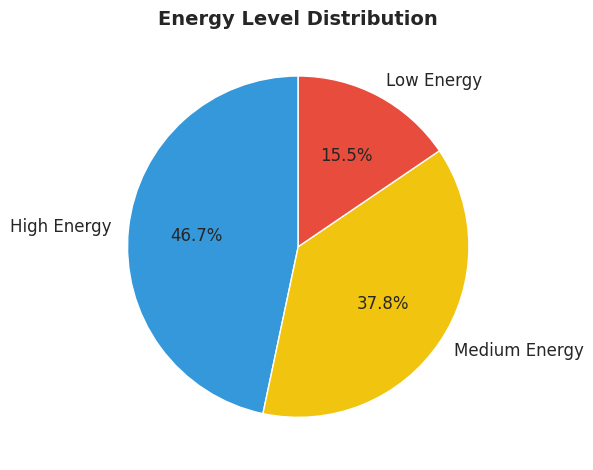 Energy Level Distribution
Low Energy
15.5%
High Energy
46.7%
37.8%
Medium Energy